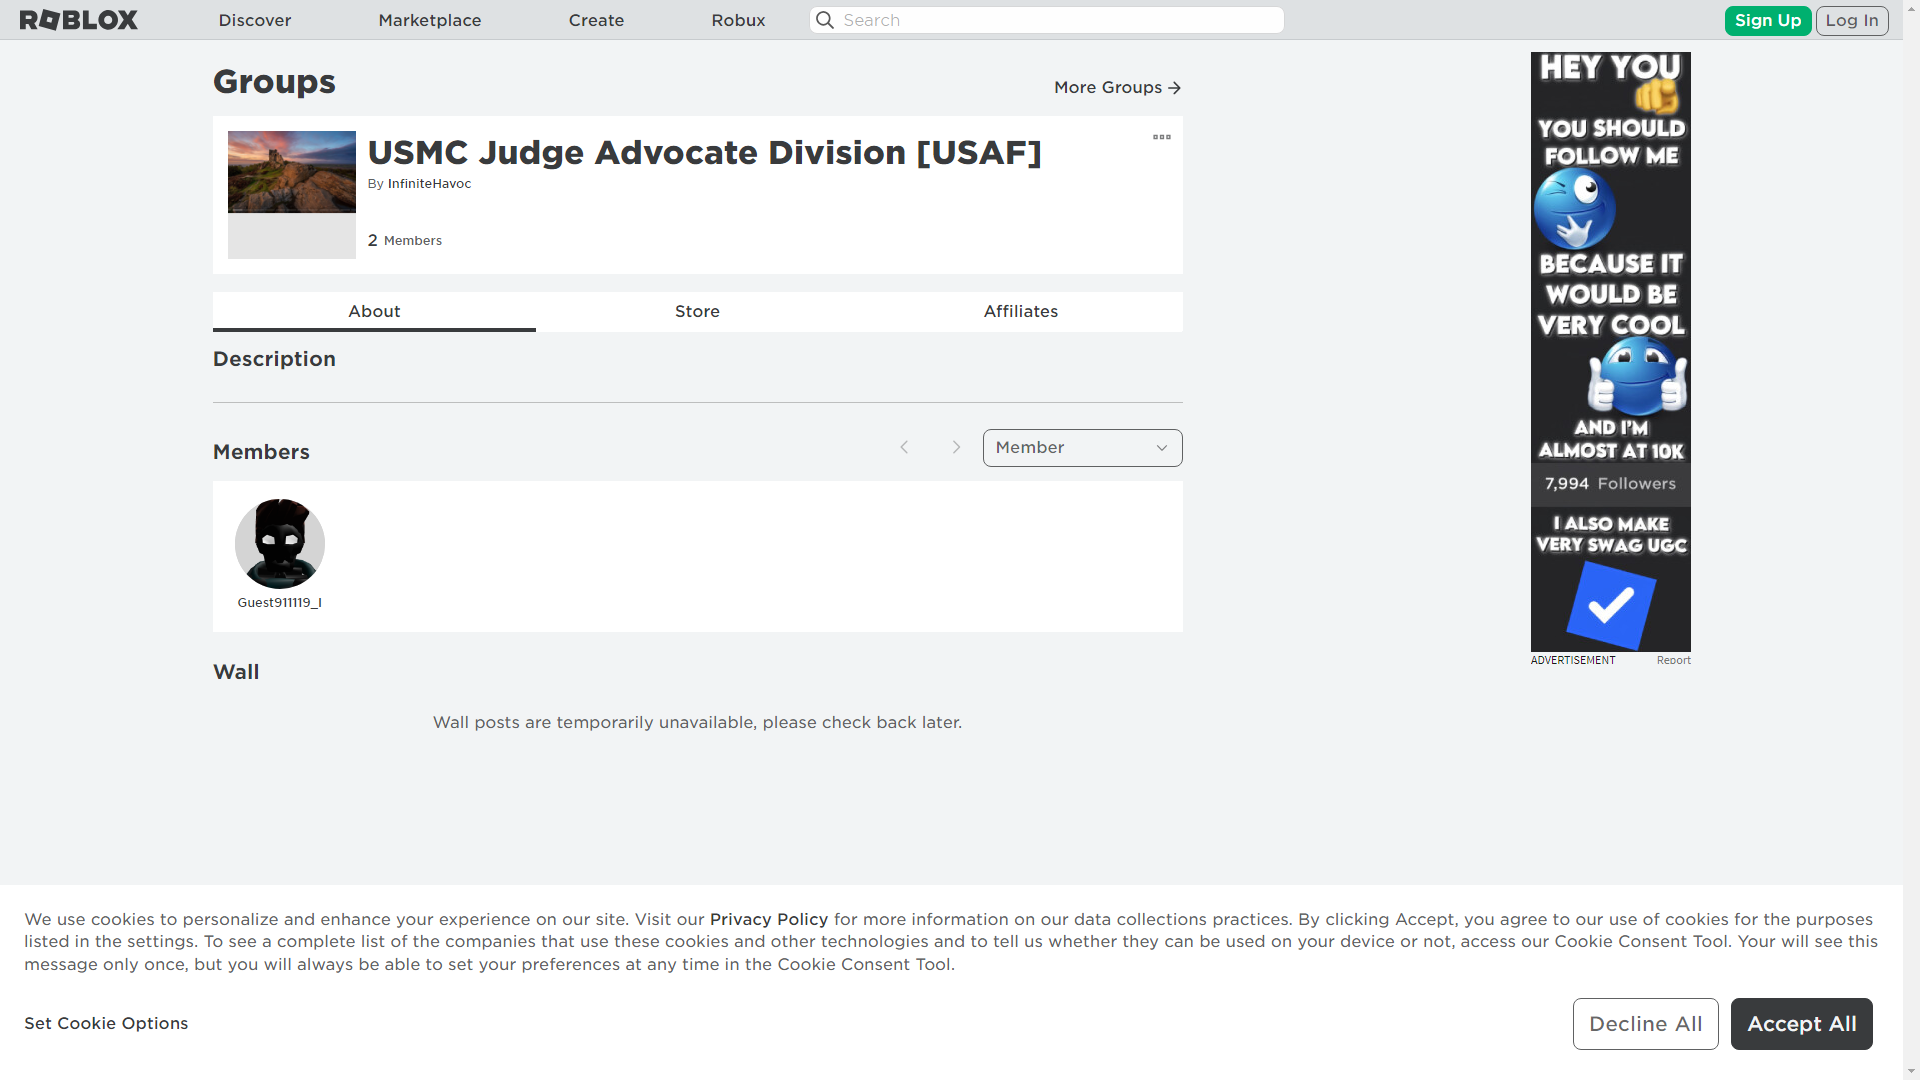 ROBLOX
Discover
Marketplace
Create
Robux
Search
Sign Up
Log In
Groups
More Groups
USMC Judge Advocate Division [USAF]
By InfiniteHavoc
2 Members
About
Store
Affiliates
Description
Members
Member
Guest911119_I
Wall
Wall posts are temporarily unavailable, please check back later.
HEY YOU
YOU SHOULD
FOLLOW ME
BECAUSE IT
WOULD BE
VERY COOL
AND I'M
ALMOST AT 10K
7,994 Followers
I ALSO MAKE
VERY SWAG UGC
ADVERTISEMENT
Report
We use cookies to personalize and enhance your experience on our site. Visit our Privacy Policy for more information on our data collections practices. By clicking Accept, you agree to our use of cookies for the purposes
listed in the settings. To see a complete list of the companies that use these cookies and other technologies and to tell us whether they can be used on your device or not, access our Cookie Consent Tool. Your will see this
message only once, but you will always be able to set your preferences at any time in the Cookie Consent Tool.
Set Cookie Options
Decline All
Accept All